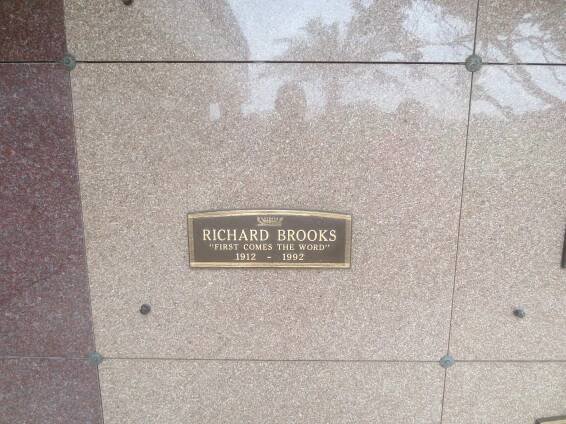 RICHARD BROOKS
"FIRST COMES THE WORD"
1912 - 1992